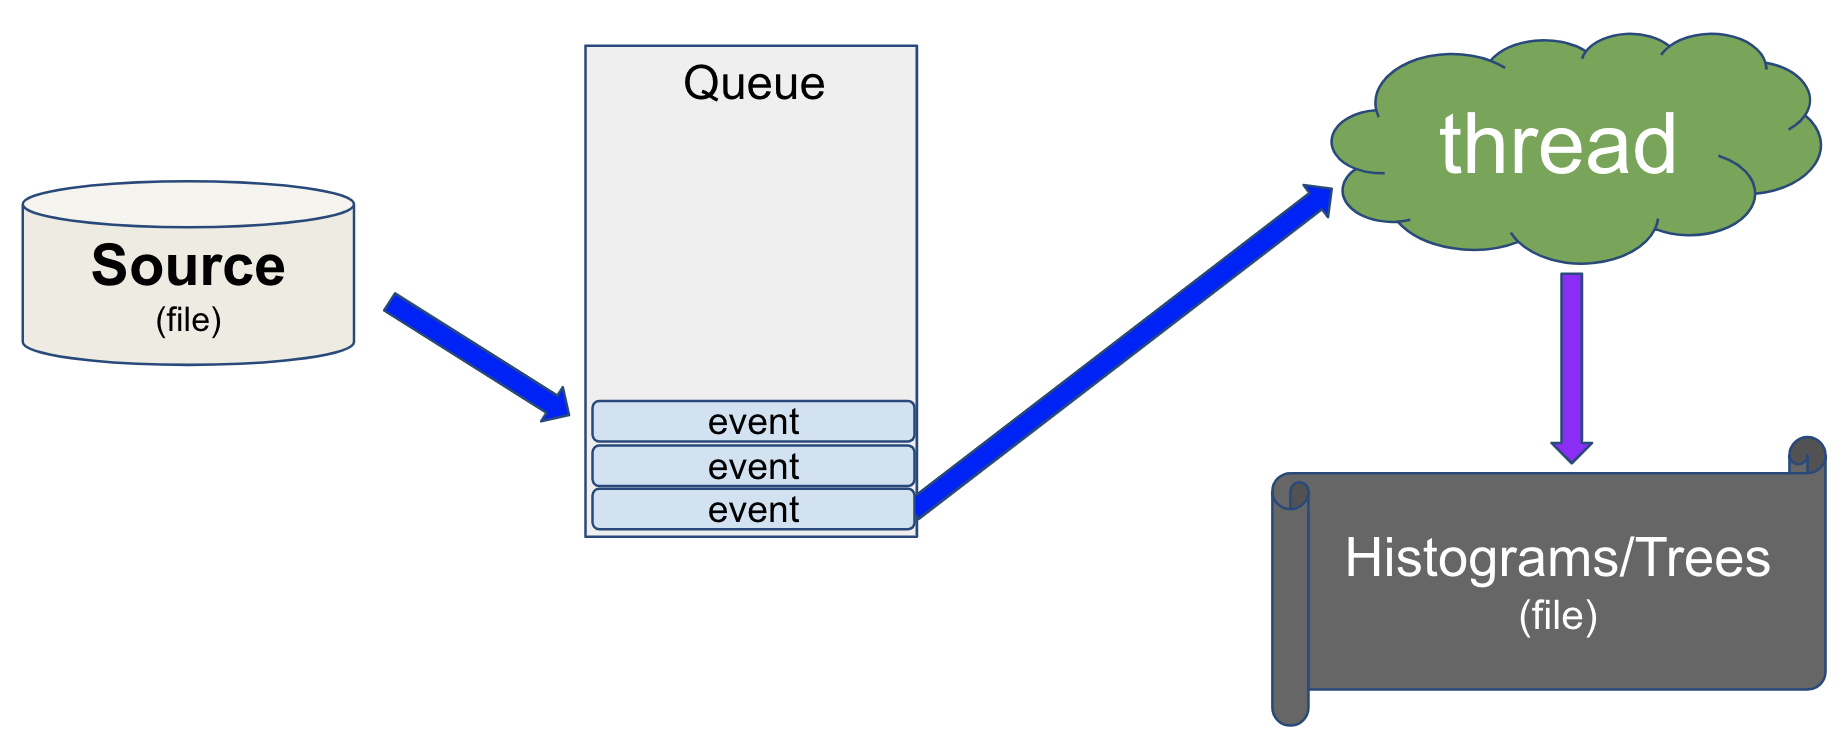 Source
(file)
Queue
event
event
event
thread
Histograms/Trees
(file)